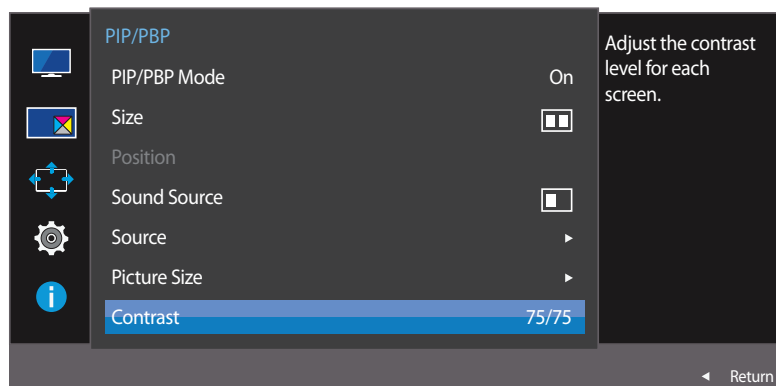 PIP/PBP
PIP/PBP Mode On
Size
Position
Sound Source
Source
Picture Size
Contrast 75/75
Adjust the contrast
level for each
screen.
Return